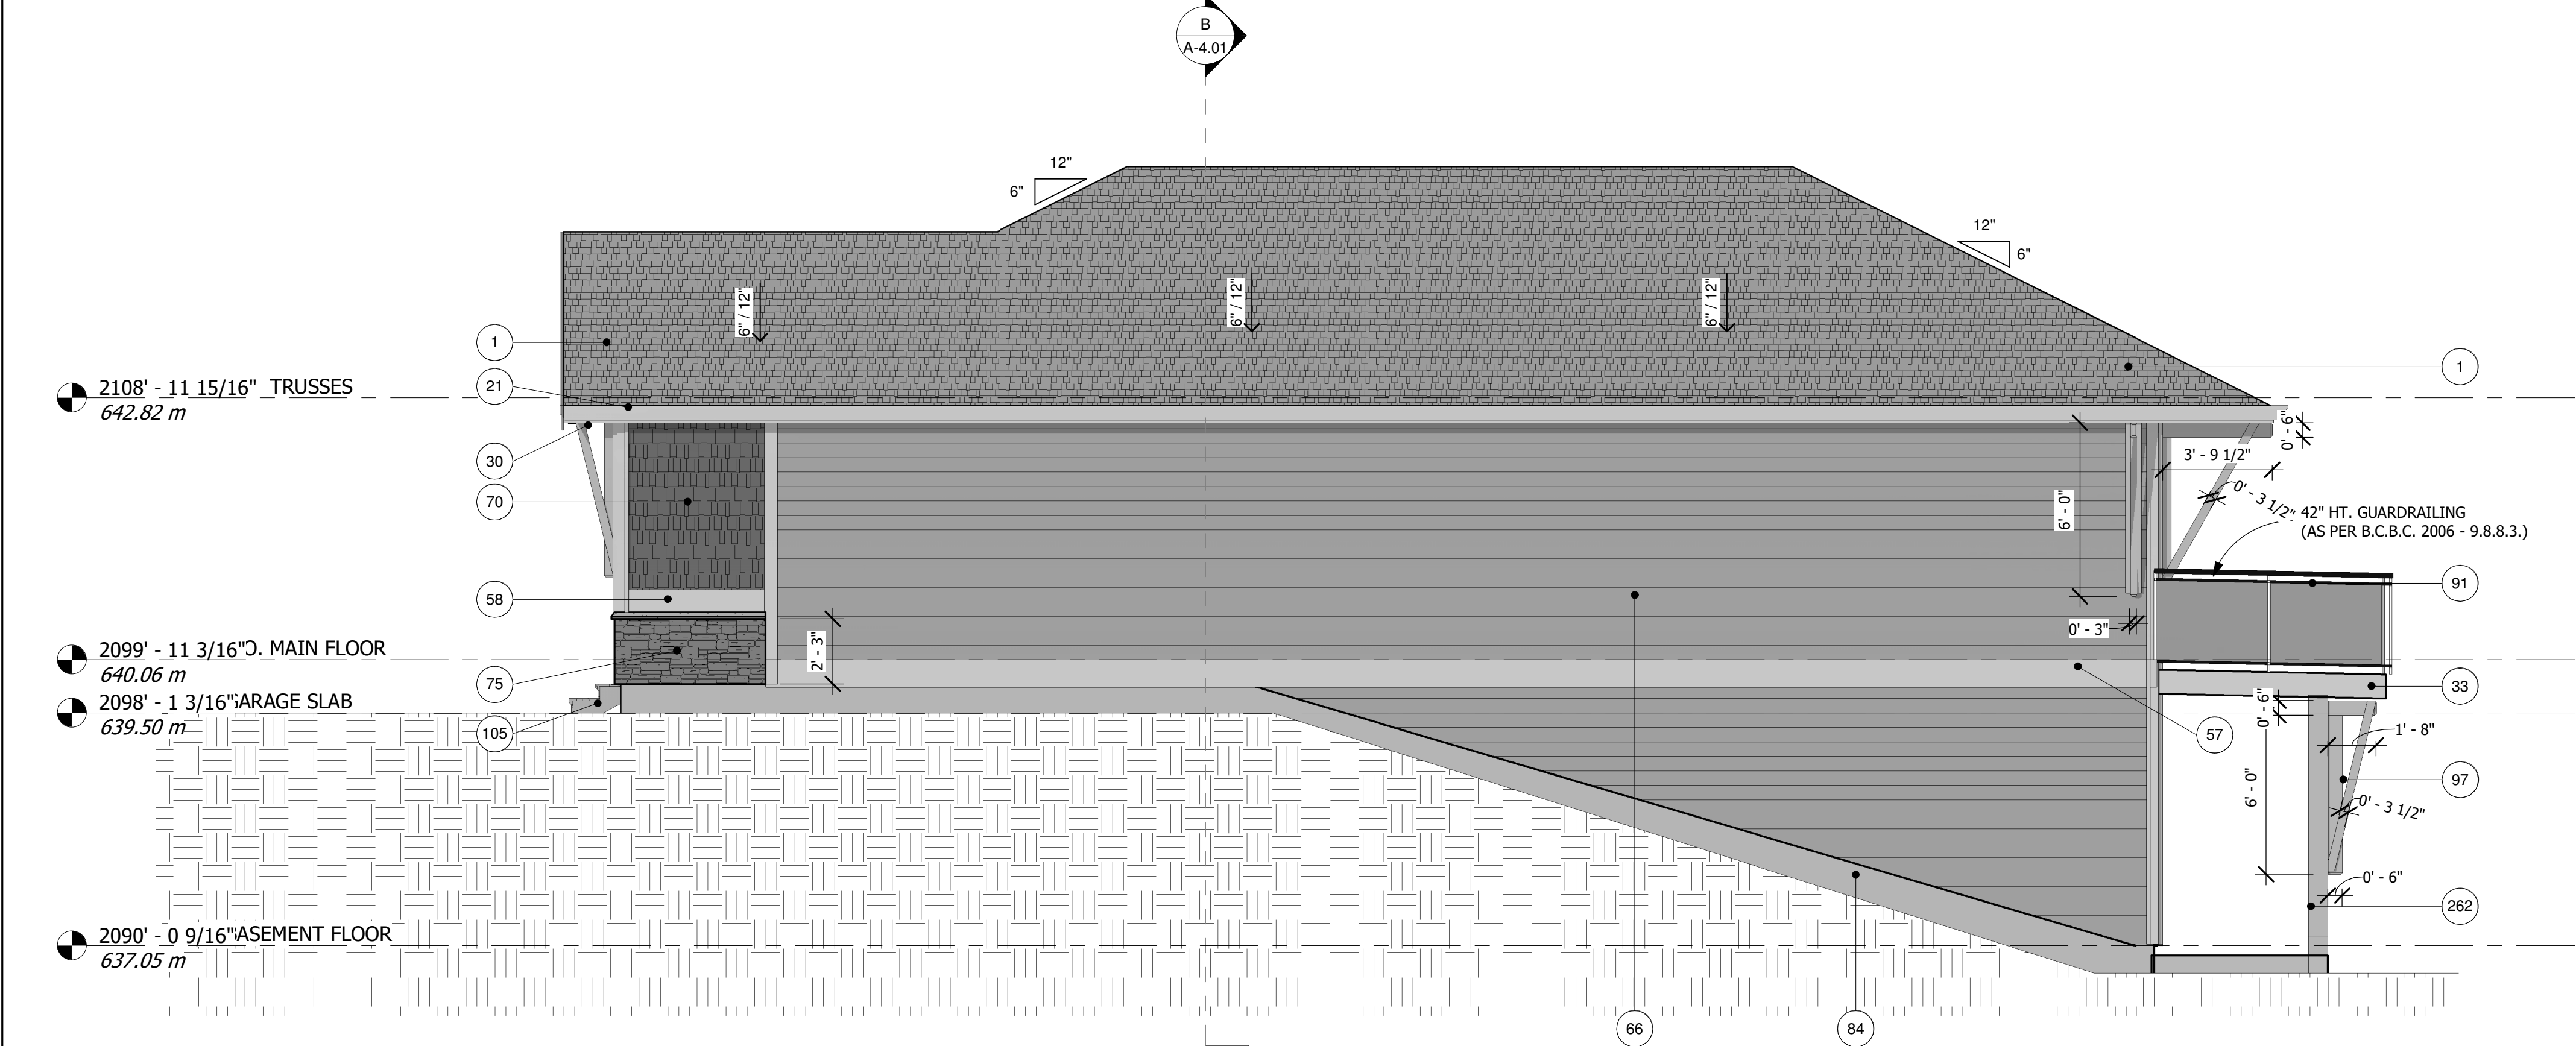 B
A-4.01
12"
6"
12"
6"
6" / 12"
6" / 12"
6" / 12"
1
1
21
2108' - 11 15/16" TRUSSES
642.82 m
30
70
0' - 6"
3' - 9 1/2"
0' - 3 1/2"
6' - 0"
42" HT. GUARDRAILING
(AS PER B.C.B.C. 2006 - 9.8.8.3.)
91
58
0' - 3"
2' - 3"
2099' - 11 3/16" MAIN FLOOR
640.06 m
75
33
2098' - 1 3/16" GARAGE SLAB
639.50 m
105
57
0' - 6"
1' - 8"
97
6' - 0"
0' - 3 1/2"
0' - 6"
262
2090' - 0 9/16" BASEMENT FLOOR
637.05 m
66
84